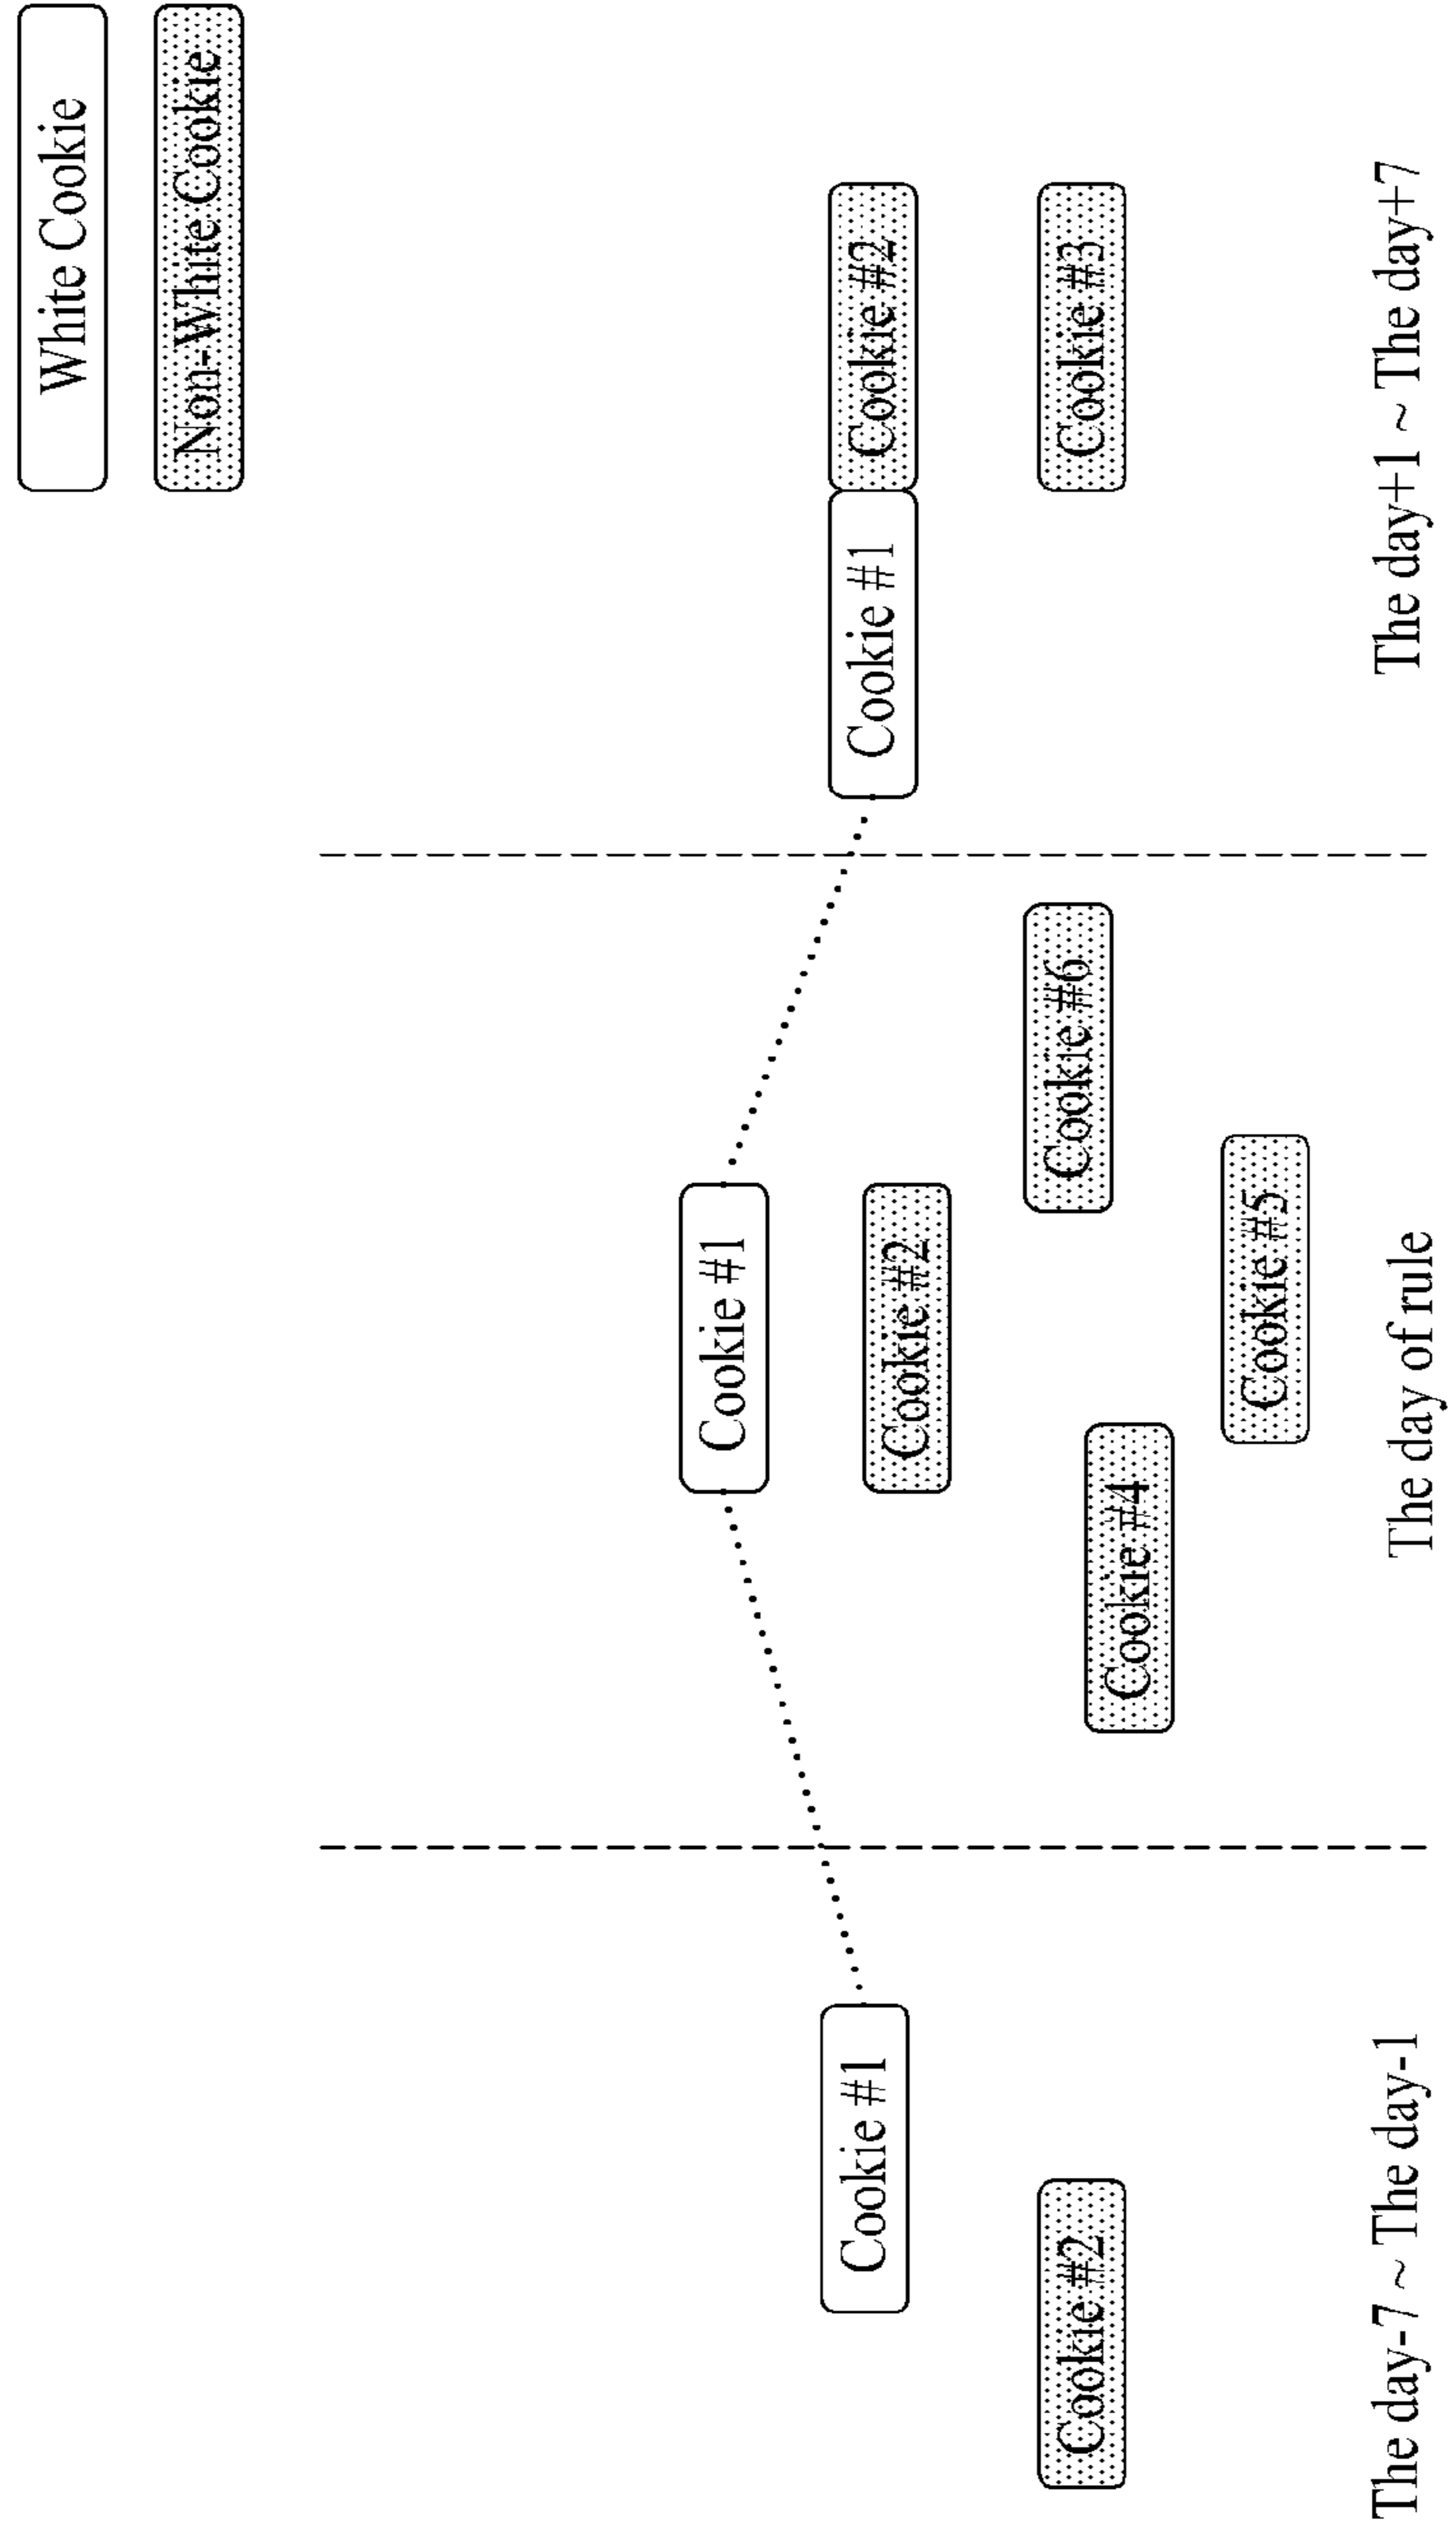 White Cookie
Non-White Cookie
Cookie #1
Cookie #2
The day-7 ~ The day-1
Cookie #1
Cookie #2
Cookie #6
Cookie #4
Cookie #5
The day of rule
Cookie #1
Cookie #2
Cookie #3
The day+1 ~ The day+7